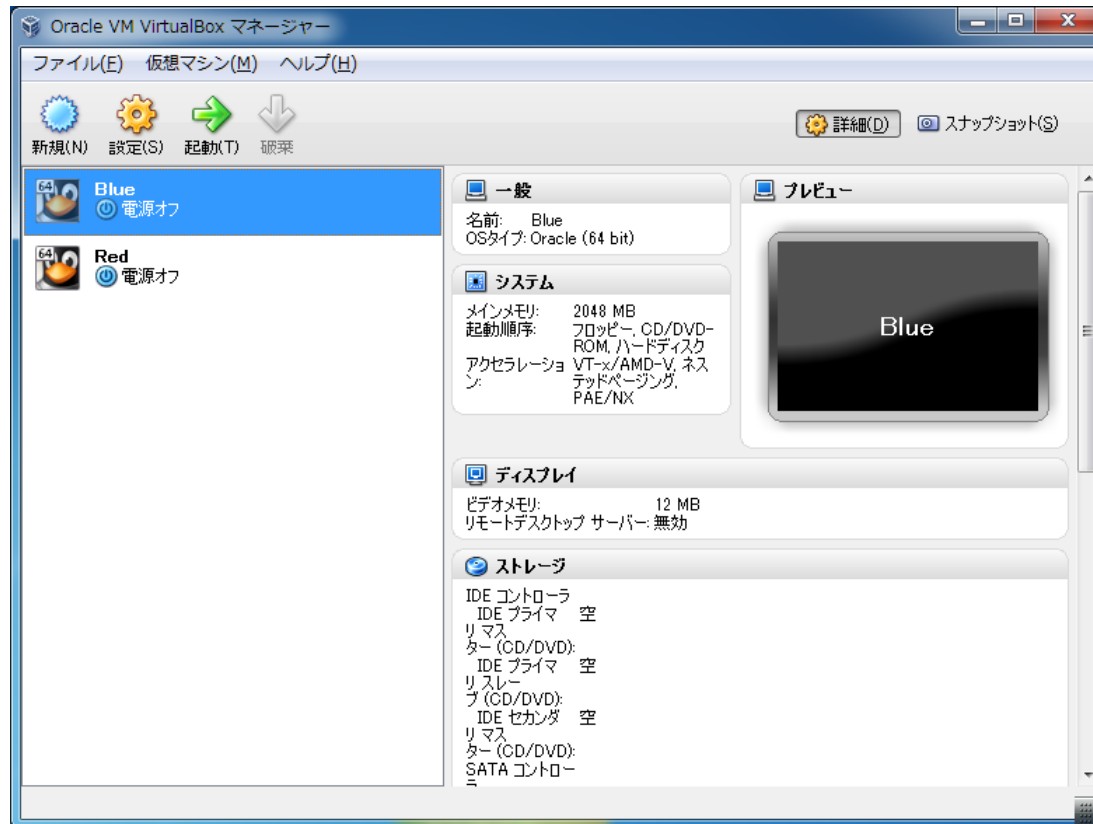 Oracle VM VirtualBox マネージャー
ファイル(F) 仮想マシン(M) ヘルプ(H)
新規(N) 設定(S) 起動(T) 破棄
詳細(D) スナップショット(S)
64 Blue
電源オフ
64 Red
電源オフ
一般
名前: Blue
OSタイプ: Oracle (64 bit)
システム
メインメモリ: 2048 MB
起動順序: フロッピー, CD/DVD-
ROM, ハードディスク
アクセラレーショ VT-x/AMD-V, ネス
ン: テッドページング,
PAE/NX
プレビュー
Blue
ディスプレイ
ビデオメモリ: 12 MB
リモートデスクトップ サーバー: 無効
ストレージ
IDE コントローラ
IDE プライマ 空
リ マス
ター (CD/DVD):
IDE プライマ 空
リ スレー
ブ (CD/DVD):
IDE セカンダ 空
リ マス
ター (CD/DVD):
SATA コントロー